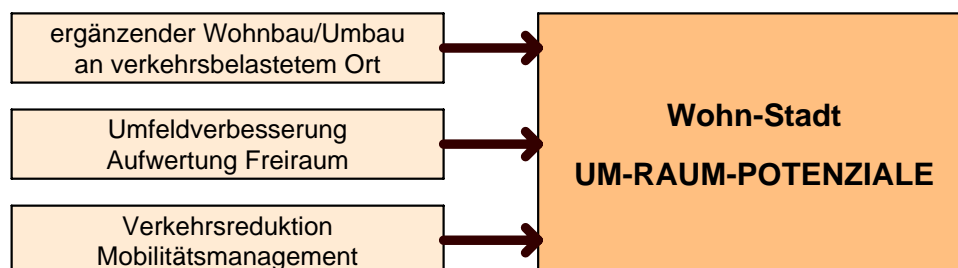 ergänzender Wohnbau/Umbau
an verkehrsbelastetem Ort
Umfeldverbesserung
Aufwertung Freiraum
Verkehrsreduktion
Mobilitätsmanagement
Wohn-Stadt
UM-RAUM-POTENZIALE